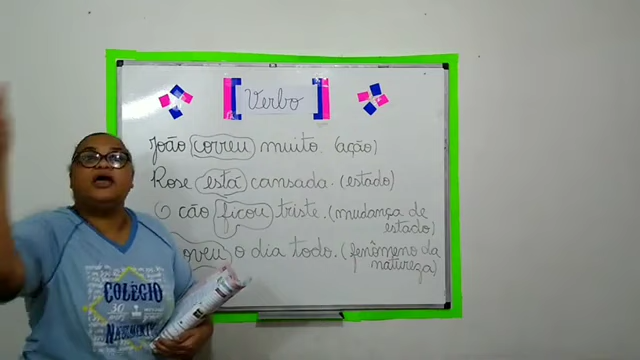 Verbo
João correu muito. (ação)
Rose está cansada. (estado)
O cão ficou triste. (mudança de
estado)
o dia todo. (fenômeno da
natureza)
COLÉGIO
30